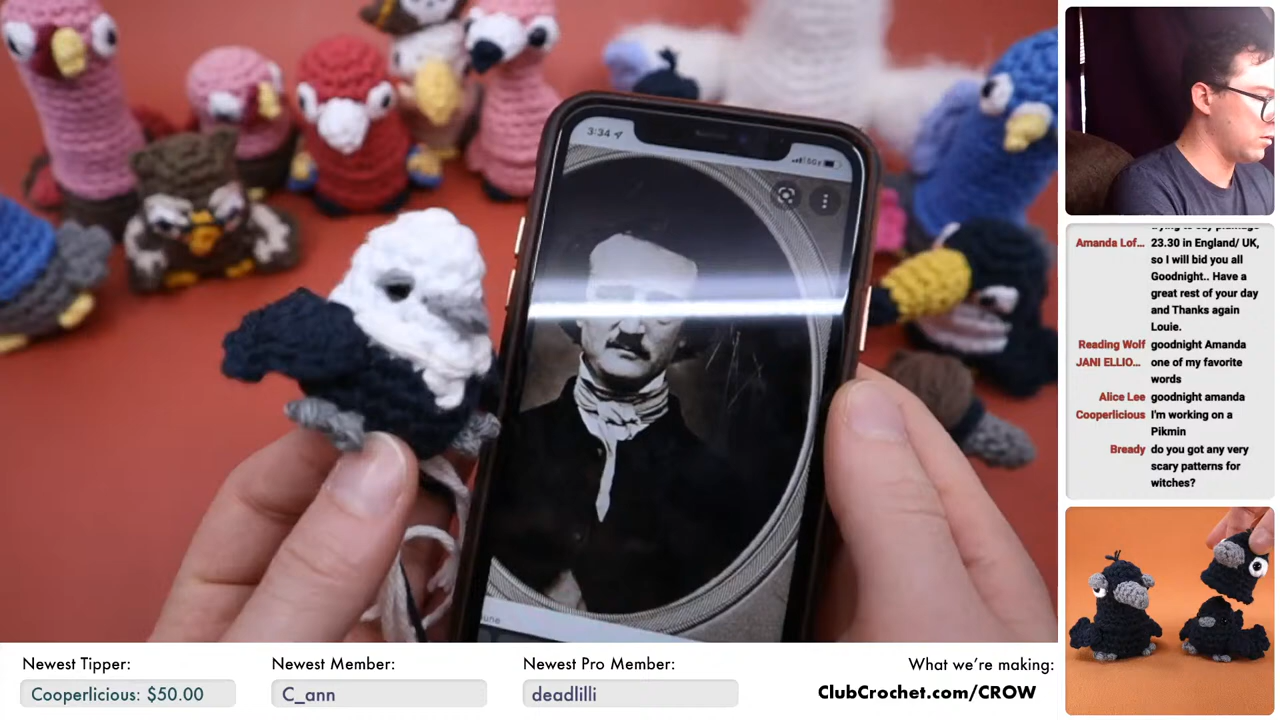 3:34
5G
Amanda Lof... 23.30 in England/ UK,
so I will bid you all
Goodnight.. Have a
great rest of your day
and Thanks again
Louie.
Reading Wolf goodnight Amanda
JANI ELLIO... one of my favorite
words
Alice Lee goodnight amanda
Cooperlicious I'm working on a
Pikmin
Bready do you got any very
scary patterns for
witches?
Newest Tipper:
Cooperlicious: $50.00
Newest Member:
C_ann
Newest Pro Member:
deadlilli
What we're making:
ClubCrochet.com/CROW